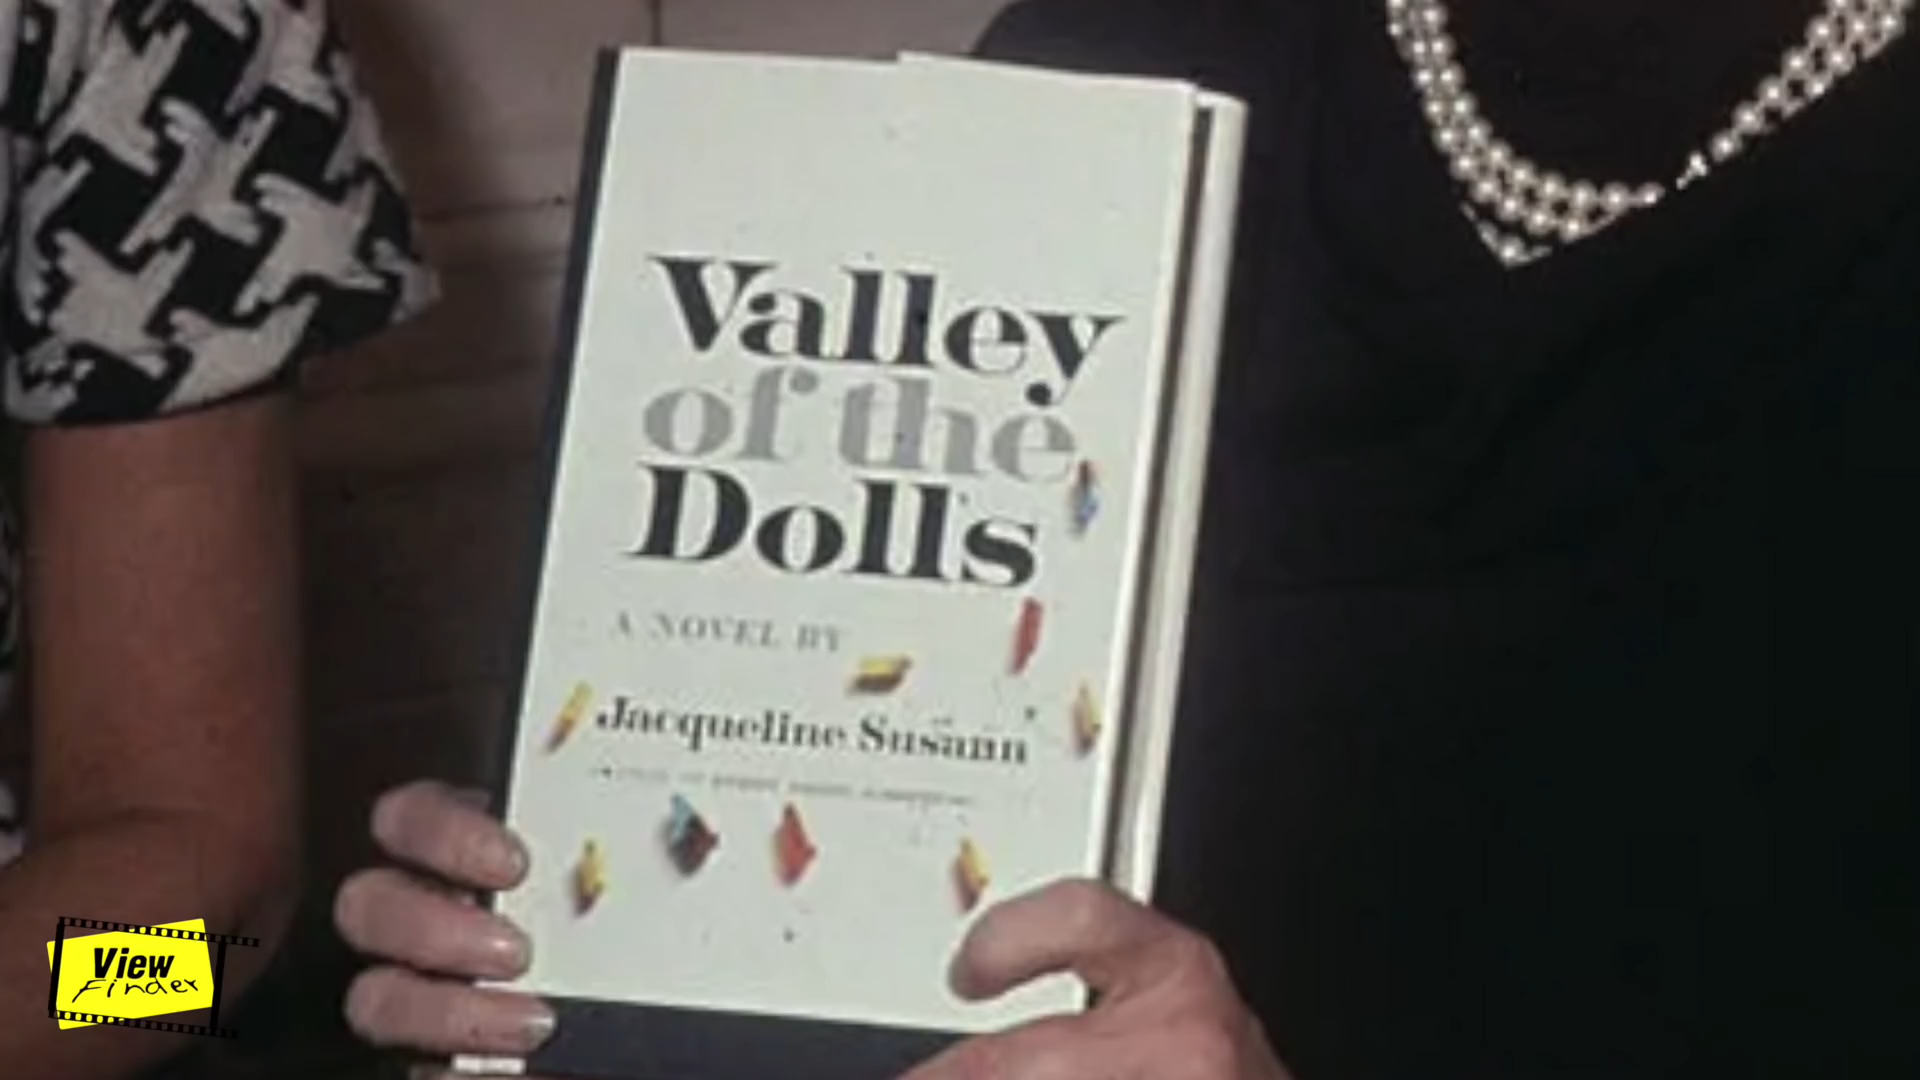 Valley
of the
Dolls
A NOVEL BY
Jacqueline Susann
View
Finder